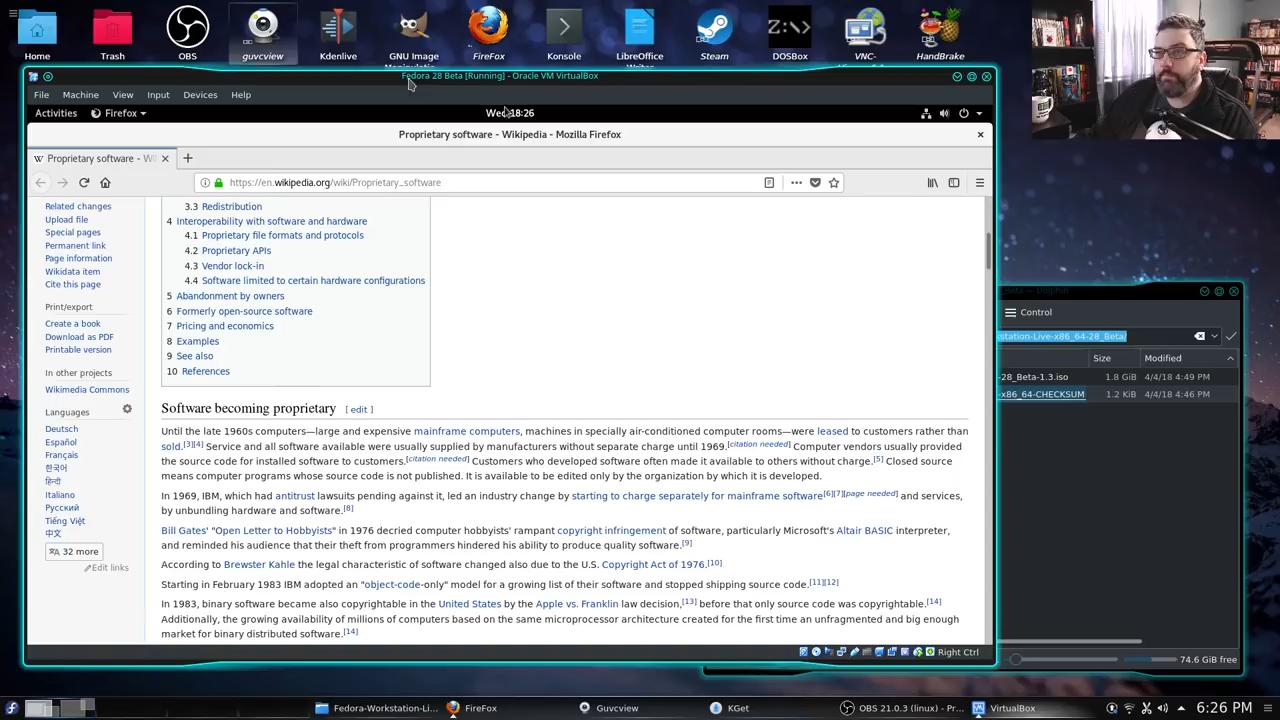 Home
Trash
OBS
guvcview
Kdenlive
GNU Image
FireFox
Konsole
LibreOffice
Steam
Z:\>
DOSBox
VNC-
HandBrake
Fedora 28 Beta [Running] - Oracle VM VirtualBox
File Machine View Input Devices Help
Activities Firefox Wed 18:26
Proprietary software - Wikipedia - Mozilla Firefox
W Proprietary software - Wi
https://en.wikipedia.org/wiki/Proprietary_software
Related changes
Upload file
Special pages
Permanent link
Page information
Wikidata item
Cite this page
Print/export
Create a book
Download as PDF
Printable version
In other projects
Wikimedia Commons
Languages
Deutsch
Español
Français
한국어
हिन्दी
Italiano
Русский
Tiếng Việt
中文
32 more
Edit links
3.3 Redistribution
4 Interoperability with software and hardware
4.1 Proprietary file formats and protocols
4.2 Proprietary APIs
4.3 Vendor lock-in
4.4 Software limited to certain hardware configurations
5 Abandonment by owners
6 Formerly open-source software
7 Pricing and economics
8 Examples
9 See also
10 References
Software becoming proprietary [ edit ]
Until the late 1960s computers—large and expensive mainframe computers, machines in specially air-conditioned computer rooms—were leased to customers rather than
sold.[3][4] Service and all software available were usually supplied by manufacturers without separate charge until 1969.[citation needed] Computer vendors usually provided
the source code for installed software to customers.[citation needed] Customers who developed software often made it available to others without charge.[5] Closed source
means computer programs whose source code is not published. It is available to be edited only by the organization by which it is developed.
In 1969, IBM, which had antitrust lawsuits pending against it, led an industry change by starting to charge separately for mainframe software[6][7][page needed] and services,
by unbundling hardware and software.[8]
Bill Gates' "Open Letter to Hobbyists" in 1976 decried computer hobbyists' rampant copyright infringement of software, particularly Microsoft's Altair BASIC interpreter,
and reminded his audience that their theft from programmers hindered his ability to produce quality software.[9]
According to Brewster Kahle the legal characteristic of software changed also due to the U.S. Copyright Act of 1976.[10]
Starting in February 1983 IBM adopted an "object-code-only" model for a growing list of their software and stopped shipping source code.[11][12]
In 1983, binary software became also copyrightable in the United States by the Apple vs. Franklin law decision,[13] before that only source code was copyrightable.[14]
Additionally, the growing availability of millions of computers based on the same microprocessor architecture created for the first time an unfragmented and big enough
market for binary distributed software.[14]
Right Ctrl
_Beta — Dolphin
Control
kstation-Live-x86_64-28_Beta/
Size Modified
-28_Beta-1.3.iso 1.8 GiB 4/4/18 4:49 PM
-x86_64-CHECKSUM 1.2 KiB 4/4/18 4:46 PM
74.6 GiB free
Fedora-Workstation-Li... FireFox Guvcview KGet OBS 21.0.3 (linux) - Pr... VirtualBox 6:26 PM